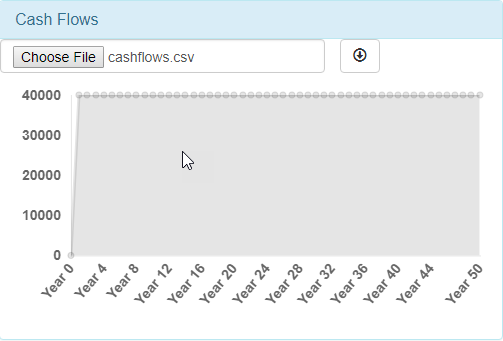 Cash Flows
Choose File cashflows.csv
40000
30000
20000
10000
0
Year 0 Year 4 Year 8 Year 12 Year 16 Year 20 Year 24 Year 28 Year 32 Year 36 Year 40 Year 44 Year 50